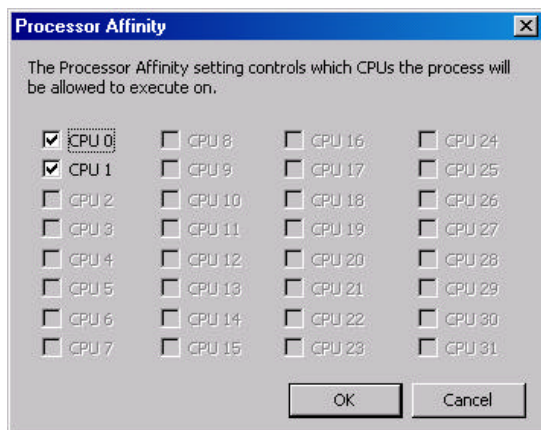 Processor Affinity
The Processor Affinity setting controls which CPUs the process will
be allowed to execute on.
CPU 0 CPU 8 CPU 16 CPU 24
CPU 1 CPU 9 CPU 17 CPU 25
CPU 2 CPU 10 CPU 18 CPU 26
CPU 3 CPU 11 CPU 19 CPU 27
CPU 4 CPU 12 CPU 20 CPU 28
CPU 5 CPU 13 CPU 21 CPU 29
CPU 6 CPU 14 CPU 22 CPU 30
CPU 7 CPU 15 CPU 23 CPU 31
OK Cancel